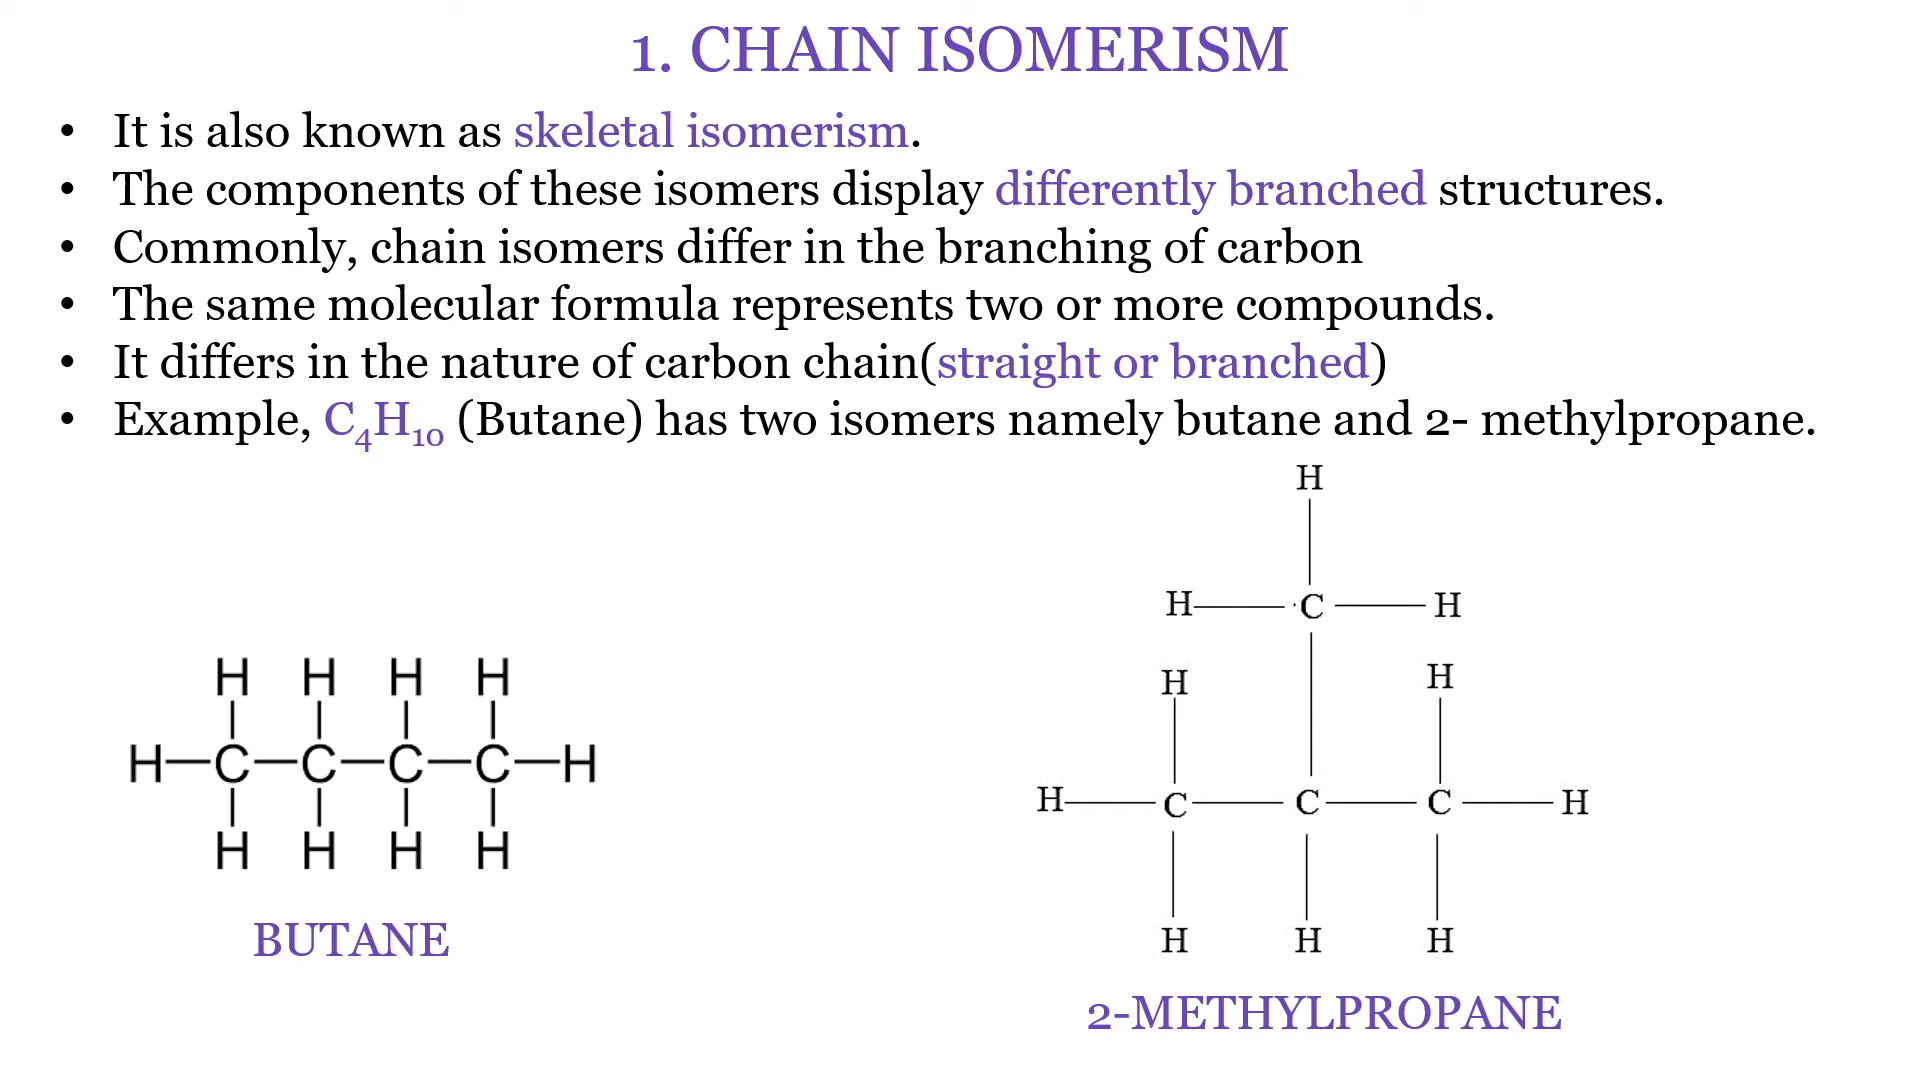 1. CHAIN ISOMERISM
• It is also known as skeletal isomerism.
• The components of these isomers display differently branched structures.
• Commonly, chain isomers differ in the branching of carbon
• The same molecular formula represents two or more compounds.
• It differs in the nature of carbon chain(straight or branched)
• Example, C₄H₁₀ (Butane) has two isomers namely butane and 2- methylpropane.
H H H H
H—C—C—C—C—H
H H H H
BUTANE
H
H—C—H
H H
H—C—C—C—H
H H H
2-METHYLPROPANE